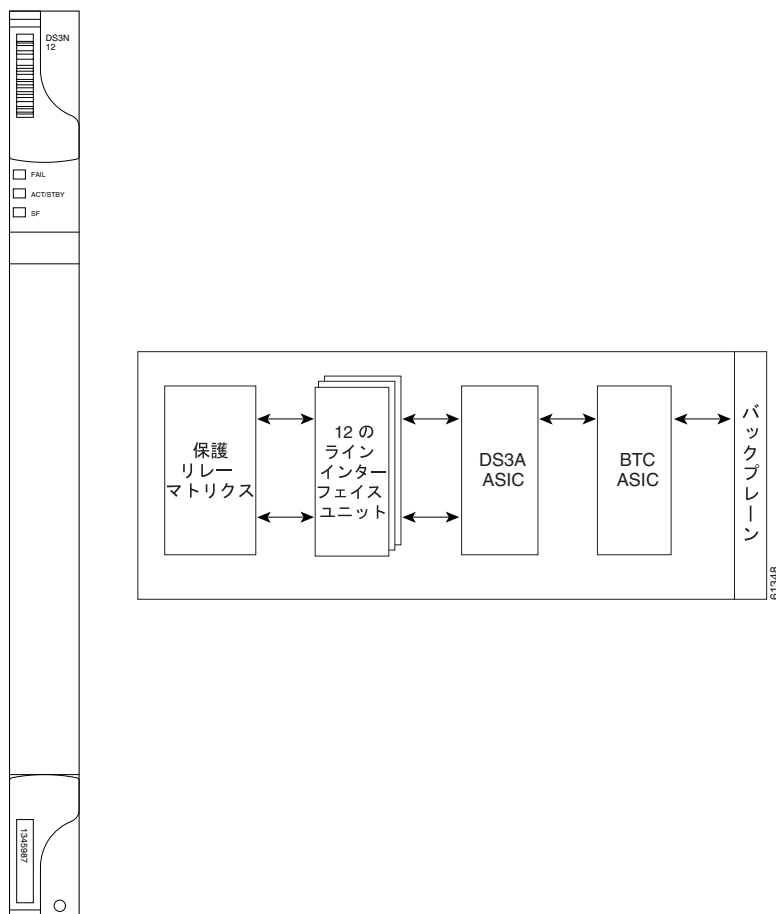 DS3N
12
FAIL
ACT/STBY
SF
保護
リレー
マトリクス
12 の
ライン
インター
フェイス
ユニット
DS3A
ASIC
BTC
ASIC
バックプレーン
61348
1345987